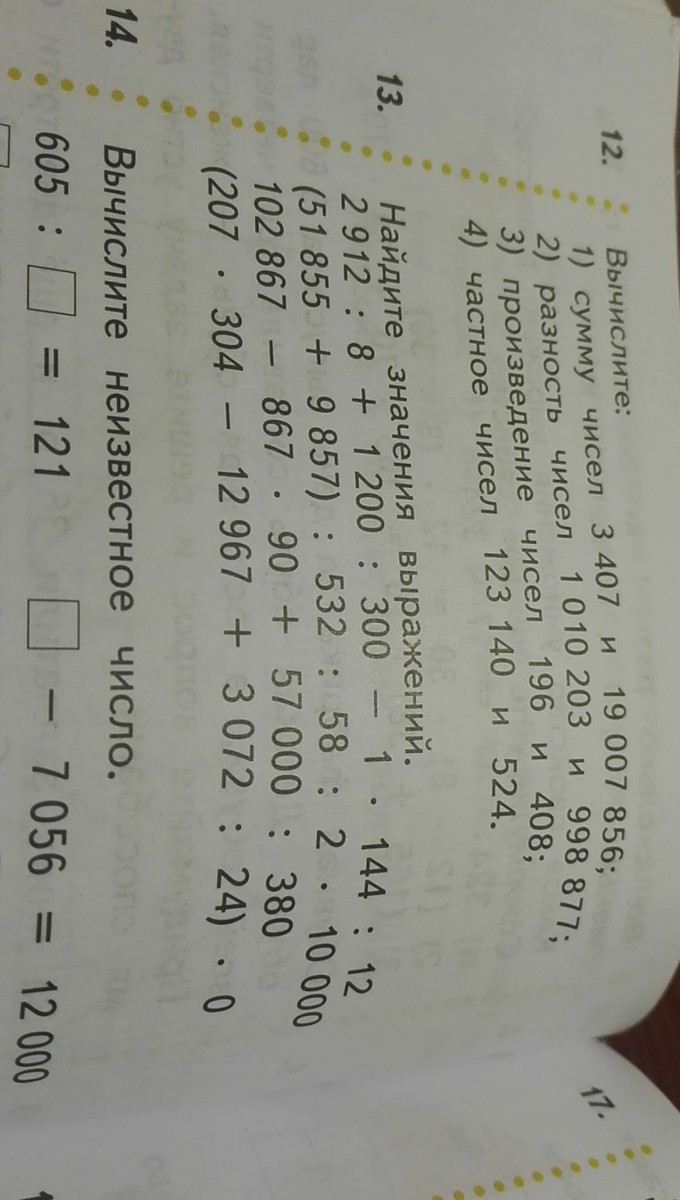 12. Вычислите:
1) сумму чисел 3 407 и 19 007 856;
2) разность чисел 1 010 203 и 998 877;
3) произведение чисел 196 и 408;
4) частное чисел 123 140 и 524.
13. Найдите значения выражений.
2 912 : 8 + 1 200 : 300 – 1 · 144 : 12
(51 855 + 9 857) : 532 : 58 : 2 · 10 000
102 867 – 867 · 90 + 57 000 : 380
(207 · 304 – 12 967 + 3 072 : 24) · 0
14. Вычислите неизвестное число.
605 : □ = 121 □ – 7 056 = 12 000
17.